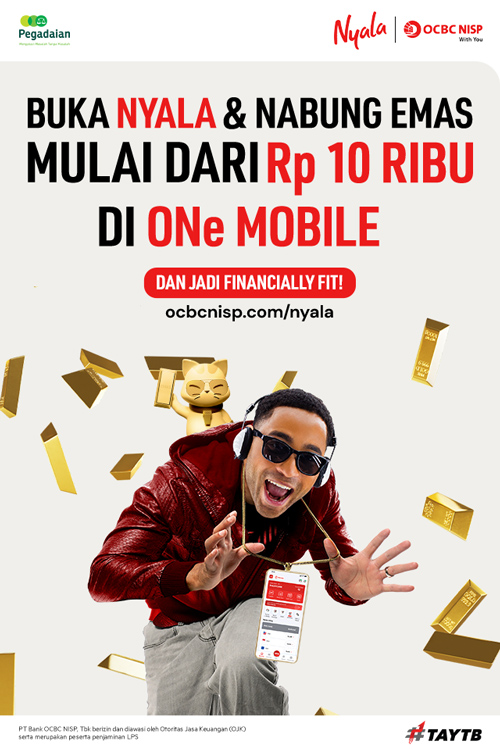 Pegadaian
Nyala
OCBC NISP
With You
BUKA NYALA & NABUNG EMAS
MULAI DARI Rp 10 RIBU
DI ONe MOBILE
DAN JADI FINANCIALLY FIT!
ocbcnisp.com/nyala
PT Bank OCBC NISP, Tbk berizin dan diawasi oleh Otoritas Jasa Keuangan (OJK)
serta merupakan peserta penjaminan LPS
#TAYTB